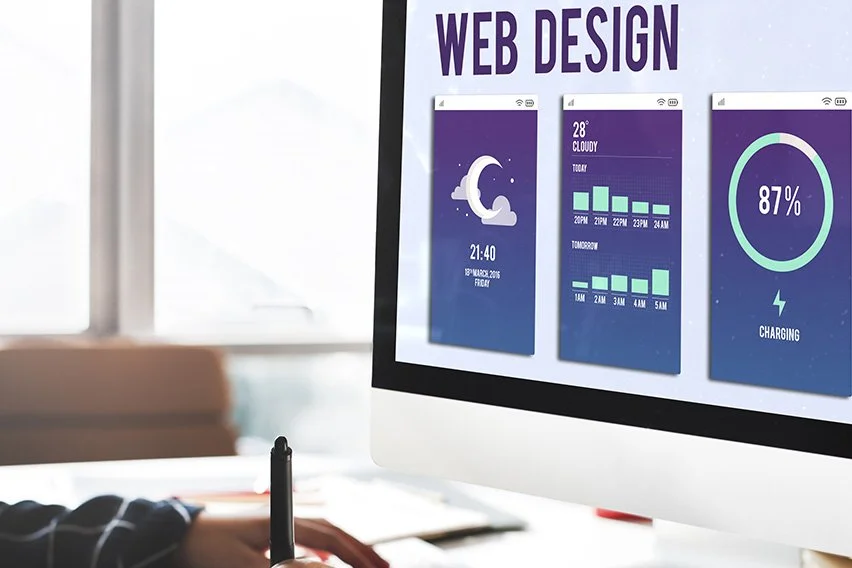 WEB DESIGN
21:40
18TH MARCH, 2016
FRIDAY
28°
CLOUDY
TODAY
20PM 21PM 22PM 23PM 24AM
TOMORROW
1AM 2AM 3AM 4AM 5AM
87%
CHARGING